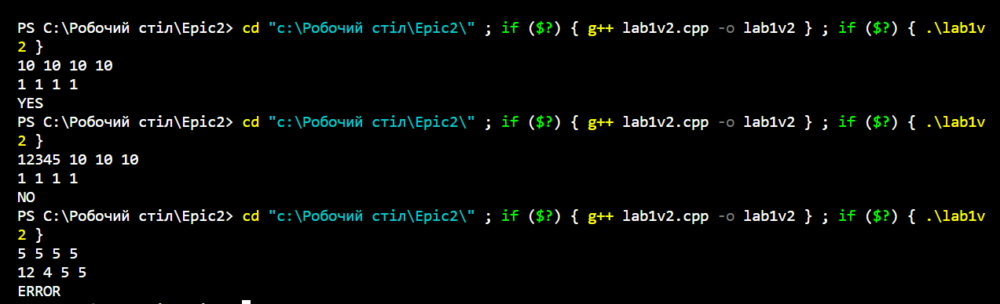 PS C:\Робочий стіл\Epic2> cd "c:\Робочий стіл\Epic2\" ; if ($?) { g++ lab1v2.cpp -o lab1v2 } ; if ($?) { .\lab1v
2 }
10 10 10 10
1 1 1 1
YES
PS C:\Робочий стіл\Epic2> cd "c:\Робочий стіл\Epic2\" ; if ($?) { g++ lab1v2.cpp -o lab1v2 } ; if ($?) { .\lab1v
2 }
12345 10 10 10
1 1 1 1
NO
PS C:\Робочий стіл\Epic2> cd "c:\Робочий стіл\Epic2\" ; if ($?) { g++ lab1v2.cpp -o lab1v2 } ; if ($?) { .\lab1v
2 }
5 5 5 5
12 4 5 5
ERROR